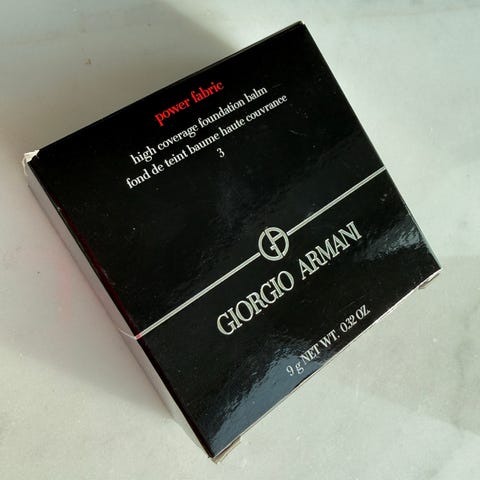 power fabric
high coverage foundation balm
fond de teint baume haute couvrance
3
GA
GIORGIO ARMANI
9 g NET WT. 0.32 OZ.